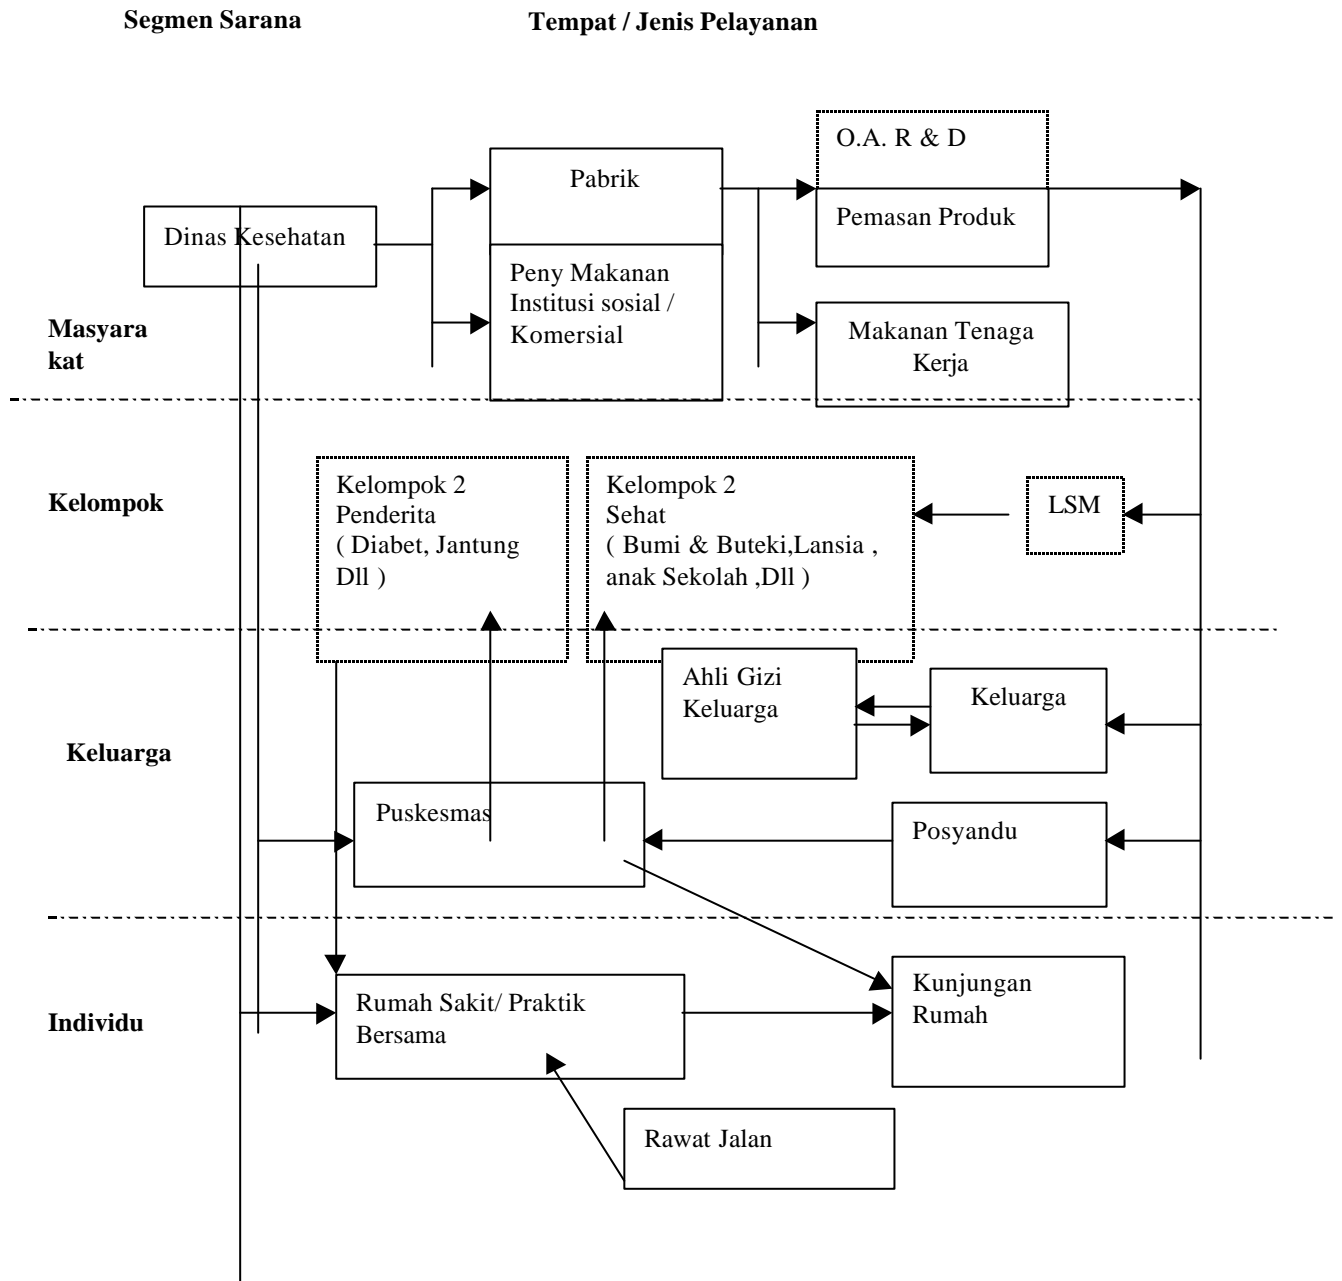 Segmen Sarana
Tempat / Jenis Pelayanan
O.A. R & D
Pabrik
Pemasan Produk
Dinas Kesehatan
Peny Makanan
Institusi sosial /
Komersial
Masyara
kat
Makanan Tenaga
Kerja
Kelompok
Kelompok 2
Penderita
( Diabet, Jantung
Dll )
Kelompok 2
Sehat
( Bumi & Buteki,Lansia ,
anak Sekolah ,Dll )
LSM
Ahli Gizi
Keluarga
Keluarga
Keluarga
Puskesmas
Posyandu
Individu
Rumah Sakit/ Praktik
Bersama
Kunjungan
Rumah
Rawat Jalan